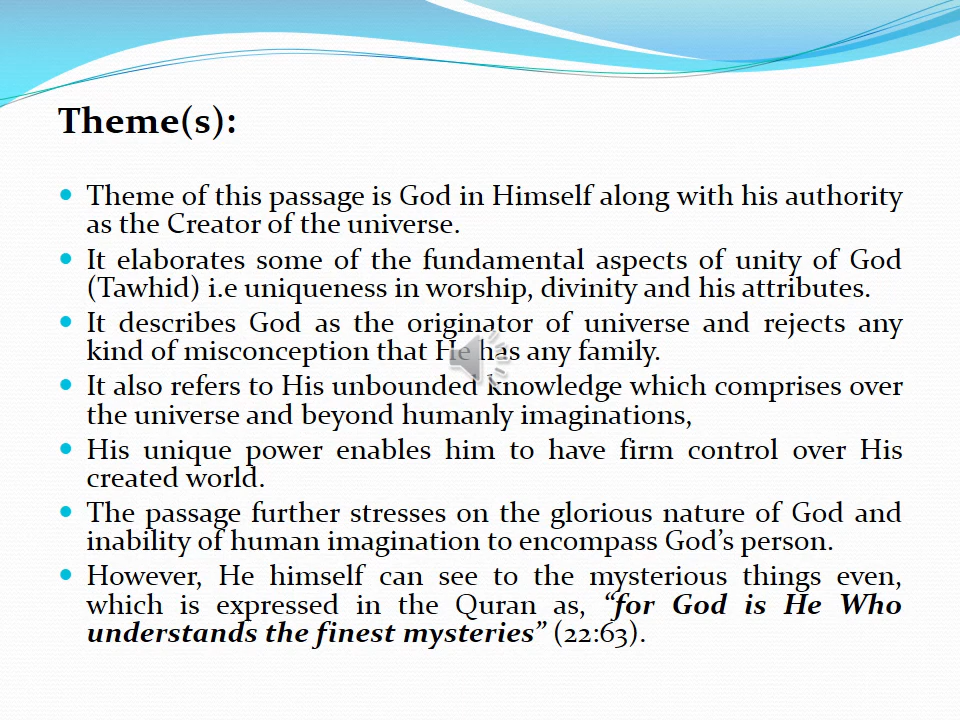 Theme(s):
Theme of this passage is God in Himself along with his authority
as the Creator of the universe.
It elaborates some of the fundamental aspects of unity of God
(Tawhid) i.e uniqueness in worship, divinity and his attributes.
It describes God as the originator of universe and rejects any
kind of misconception that He has any family.
It also refers to His unbounded knowledge which comprises over
the universe and beyond humanly imaginations,
His unique power enables him to have firm control over His
created world.
The passage further stresses on the glorious nature of God and
inability of human imagination to encompass God’s person.
However, He himself can see to the mysterious things even,
which is expressed in the Quran as, “for God is He Who
understands the finest mysteries” (22:63).